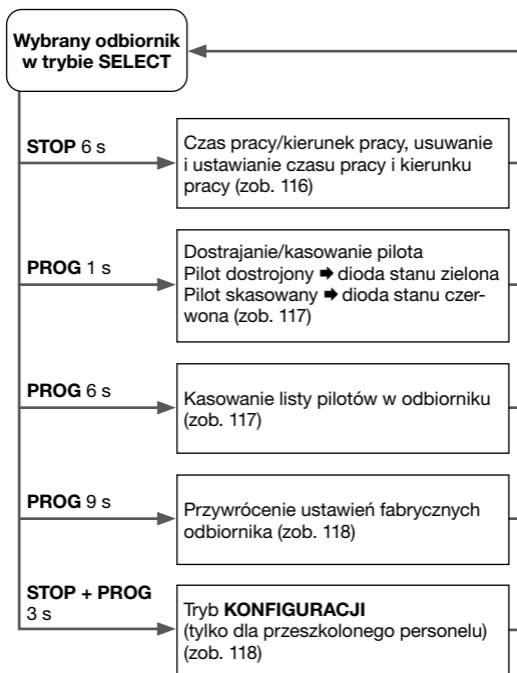 Wybrany odbiornik
w trybie SELECT
STOP 6 s
Czas pracy/kierunek pracy, usuwanie
i ustawianie czasu pracy i kierunku
pracy (zob. 116)
PROG 1 s
Dostrajanie/kasowanie pilota
Pilot dostrojony ➡ dioda stanu zielona
Pilot skasowany ➡ dioda stanu czer-
wona (zob. 117)
PROG 6 s
Kasowanie listy pilotów w odbiorniku
(zob. 117)
PROG 9 s
Przywrócenie ustawień fabrycznych
odbiornika (zob. 118)
STOP + PROG
3 s
Tryb KONFIGURACJI
(tylko dla przeszkolonego personelu)
(zob. 118)